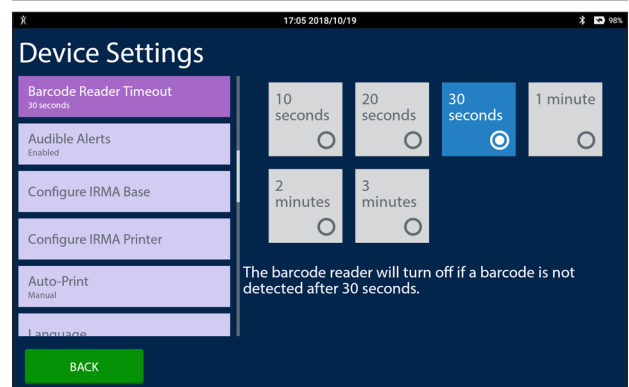 17:05 2018/10/19
98%
Device Settings
Barcode Reader Timeout
30 seconds
Audible Alerts
Enabled
Configure IRMA Base
Configure IRMA Printer
Auto-Print
Manual
Language
10
seconds
20
seconds
30
seconds
1 minute
2
minutes
3
minutes
The barcode reader will turn off if a barcode is not
detected after 30 seconds.
BACK